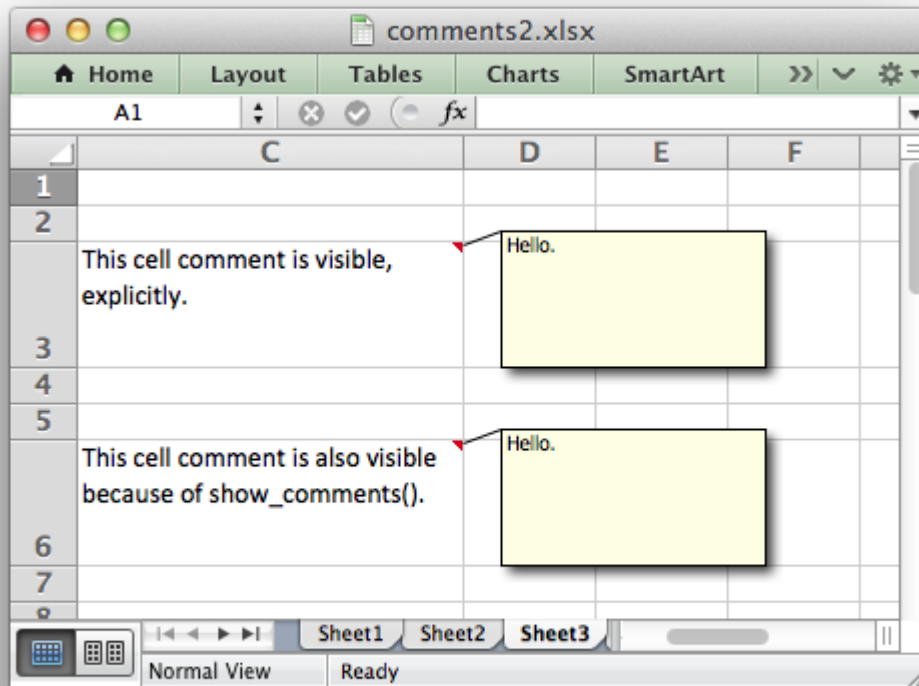 comments2.xlsx
Home Layout Tables Charts SmartArt
A1 fx
C D E F
1
2
This cell comment is visible,
explicitly.
Hello.
3
4
5
This cell comment is also visible
because of show_comments().
Hello.
6
7
8
Sheet1 Sheet2 Sheet3
Normal View Ready